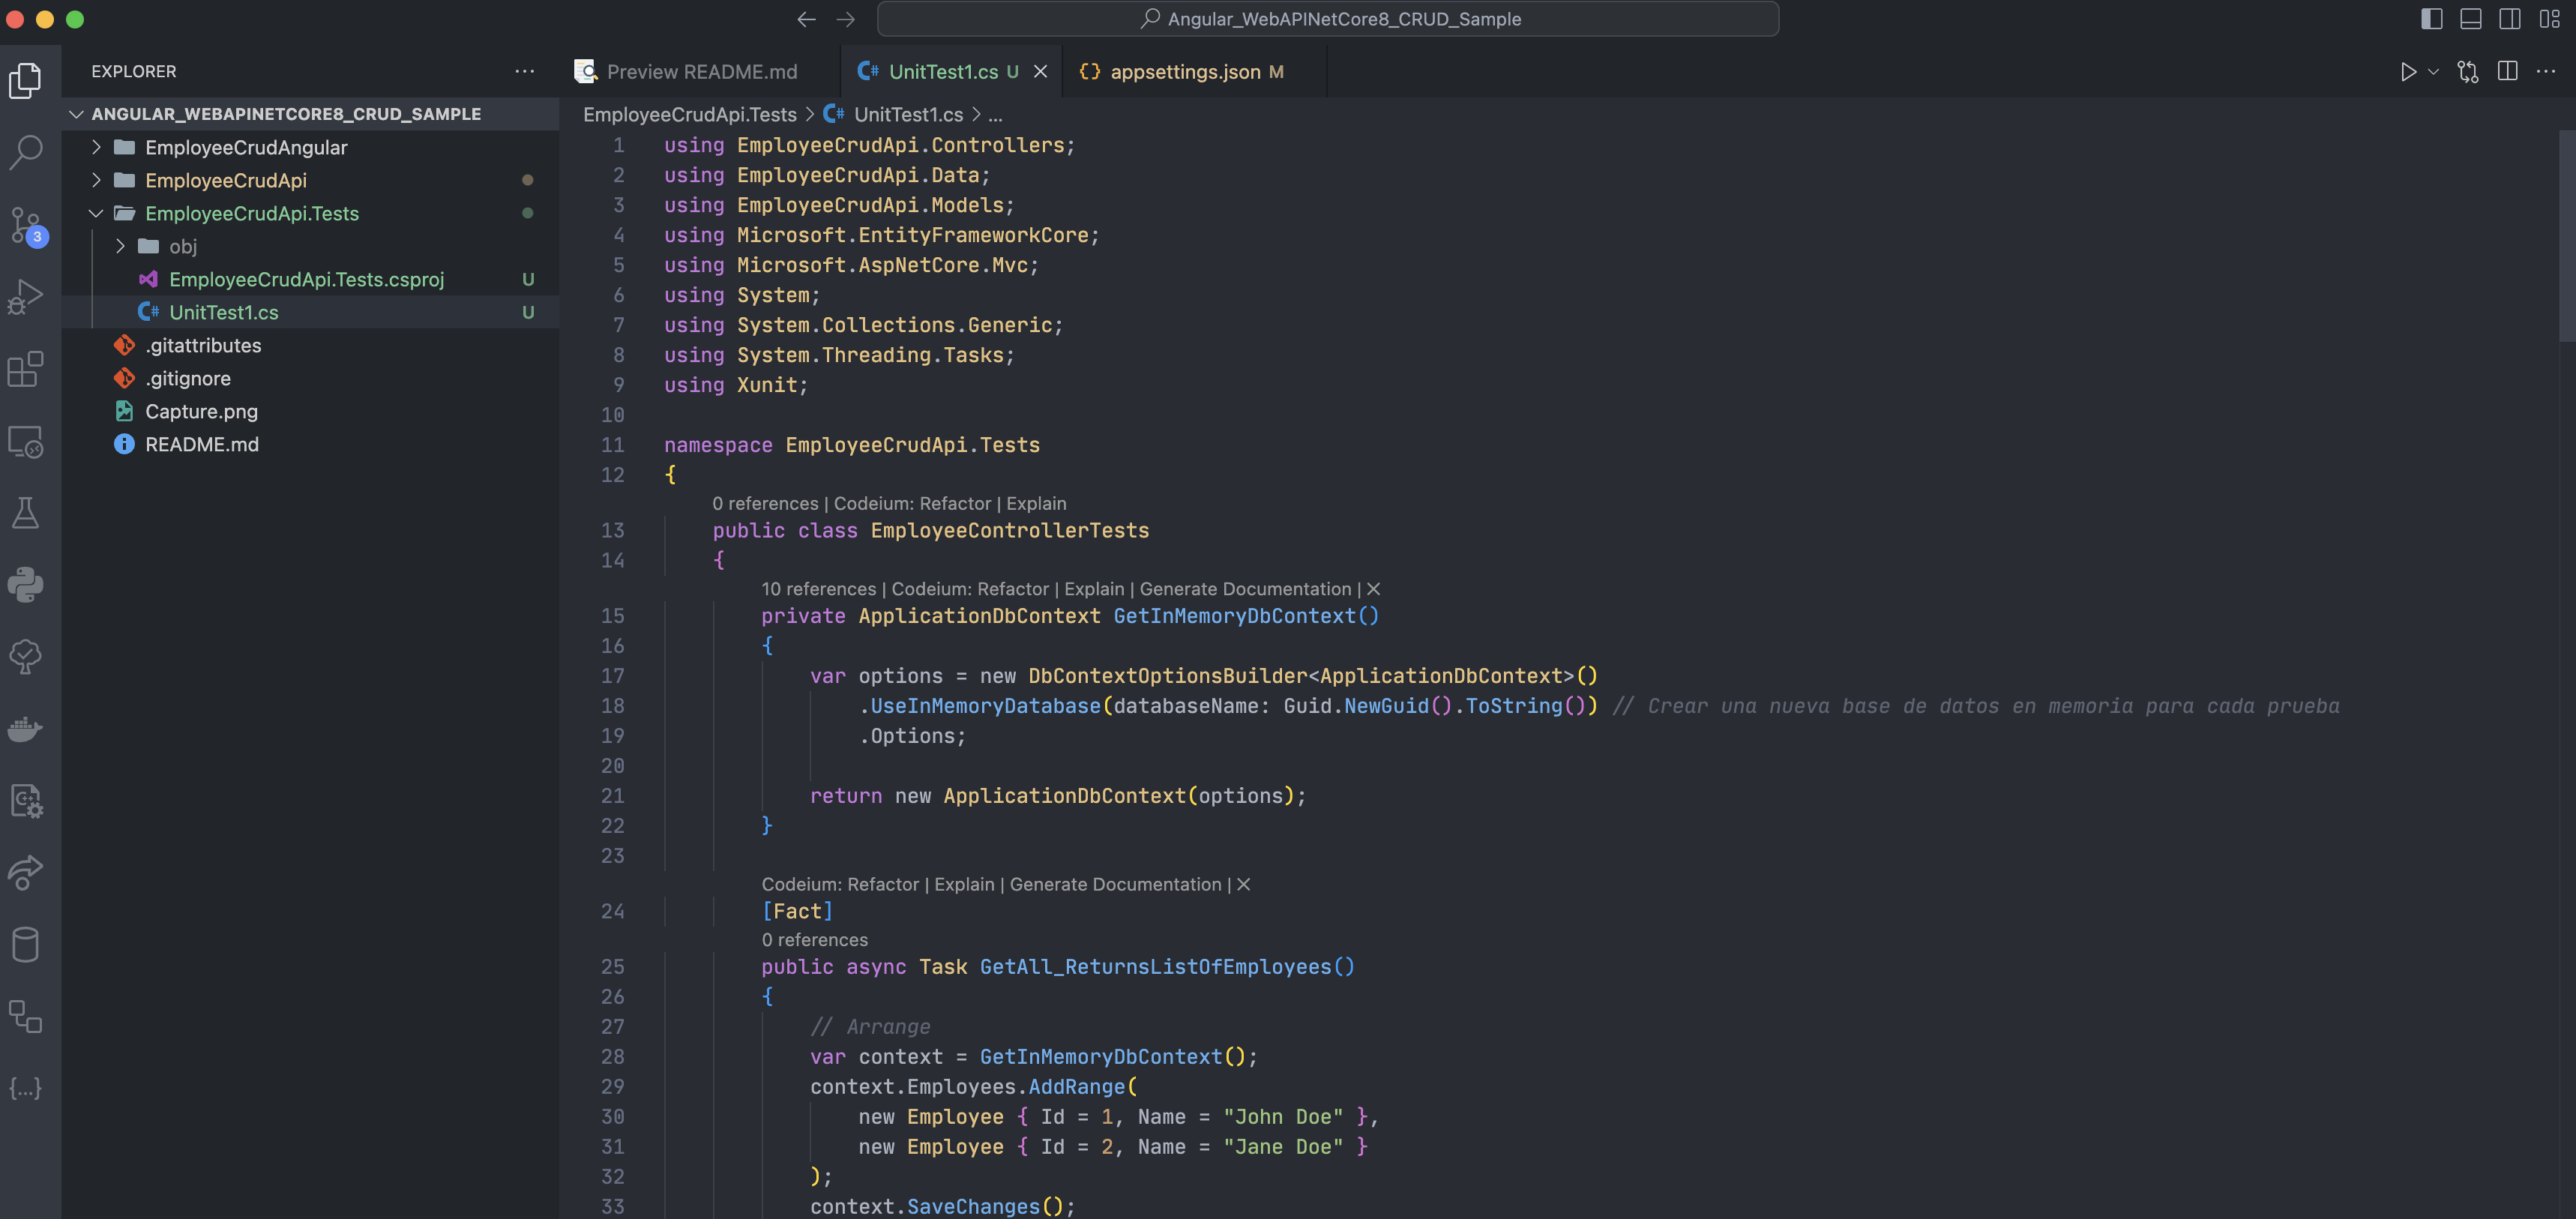 Angular_WebAPINetCore8_CRUD_Sample
EXPLORER
ANGULAR_WEBAPINETCORE8_CRUD_SAMPLE
EmployeeCrudAngular
EmployeeCrudApi
EmployeeCrudApi.Tests
obj
EmployeeCrudApi.Tests.csproj U
UnitTest1.cs U
.gitattributes
.gitignore
Capture.png
README.md
3
Preview README.md
UnitTest1.cs U
{} appsettings.json M
EmployeeCrudApi.Tests > UnitTest1.cs > ...
1 using EmployeeCrudApi.Controllers;
2 using EmployeeCrudApi.Data;
3 using EmployeeCrudApi.Models;
4 using Microsoft.EntityFrameworkCore;
5 using Microsoft.AspNetCore.Mvc;
6 using System;
7 using System.Collections.Generic;
8 using System.Threading.Tasks;
9 using Xunit;
10
11 namespace EmployeeCrudApi.Tests
12 {
0 references | Codeium: Refactor | Explain
13 public class EmployeeControllerTests
14 {
10 references | Codeium: Refactor | Explain | Generate Documentation | X
15 private ApplicationDbContext GetInMemoryDbContext()
16 {
17 var options = new DbContextOptionsBuilder<ApplicationDbContext>()
18 .UseInMemoryDatabase(databaseName: Guid.NewGuid().ToString()) // Crear una nueva base de datos en memoria para cada prueba
19 .Options;
20
21 return new ApplicationDbContext(options);
22 }
23
Codeium: Refactor | Explain | Generate Documentation | X
24 [Fact]
0 references
25 public async Task GetAll_ReturnsListOfEmployees()
26 {
27 // Arrange
28 var context = GetInMemoryDbContext();
29 context.Employees.AddRange(
30 new Employee { Id = 1, Name = "John Doe" },
31 new Employee { Id = 2, Name = "Jane Doe" }
32 );
33 context.SaveChanges();